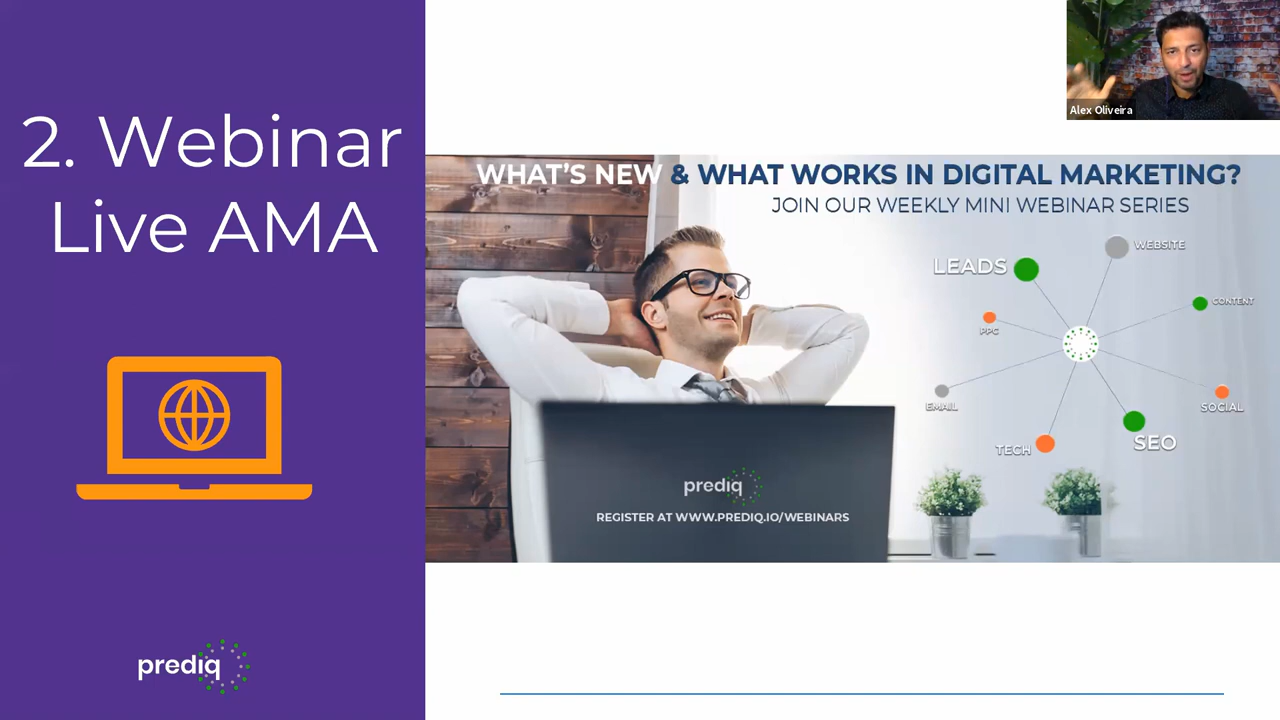 2. Webinar
Live AMA
prediq
Alex Oliveira
WHAT'S NEW & WHAT WORKS IN DIGITAL MARKETING?
JOIN OUR WEEKLY MINI WEBINAR SERIES
WEBSITE
LEADS
CONTENT
PPC
EMAIL
SOCIAL
SEO
TECH
prediq
REGISTER AT WWW.PREDIQ.IO/WEBINARS